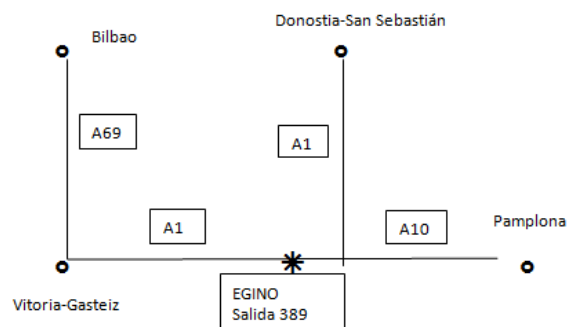 Donostia-San Sebastián
Bilbao
A69
A1
A1
A10
Pamplona
Vitoria-Gasteiz
EGINO
Salida 389